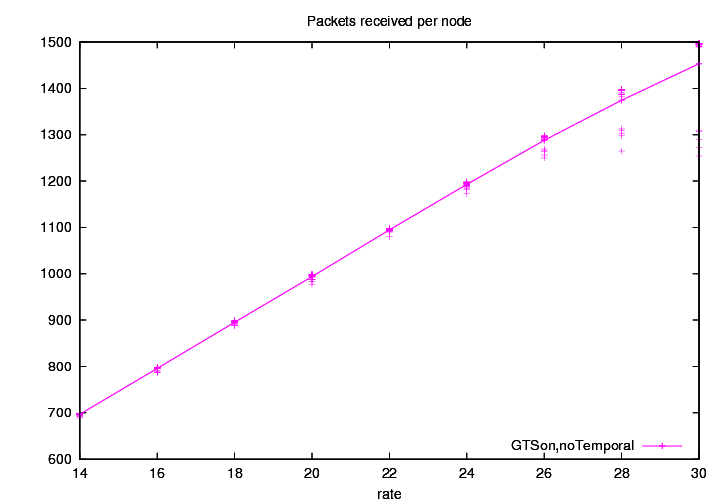 Packets received per node
1500
1400
1300
1200
1100
1000
900
800
700
600
GTSon,noTemporal
14 16 18 20 22 24 26 28 30
rate